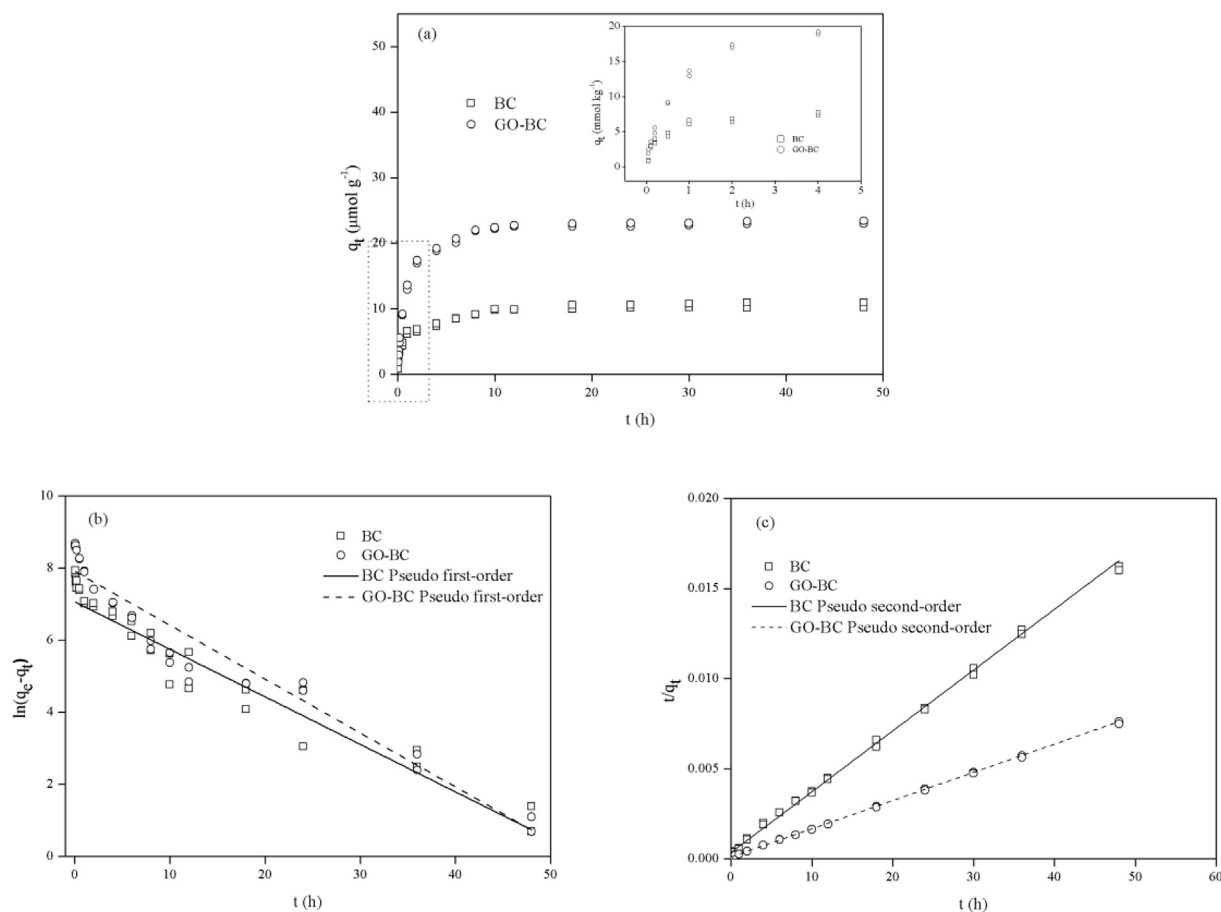 (a)
50
40
30
20
10
0
q_t (μmol g⁻¹)
BC
GO-BC
0 10 20 30 40 50
t (h)
20
15
10
5
0
q_t (mmol kg⁻¹)
BC
GO-BC
0 1 2 3 4 5
t (h)
(b)
10
8
6
4
2
0
ln(q_e-q_t)
BC
GO-BC
BC Pseudo first-order
GO-BC Pseudo first-order
0 10 20 30 40 50
t (h)
(c)
0.020
0.015
0.010
0.005
0.000
t/q_t
BC
GO-BC
BC Pseudo second-order
GO-BC Pseudo second-order
0 10 20 30 40 50 60
t (h)